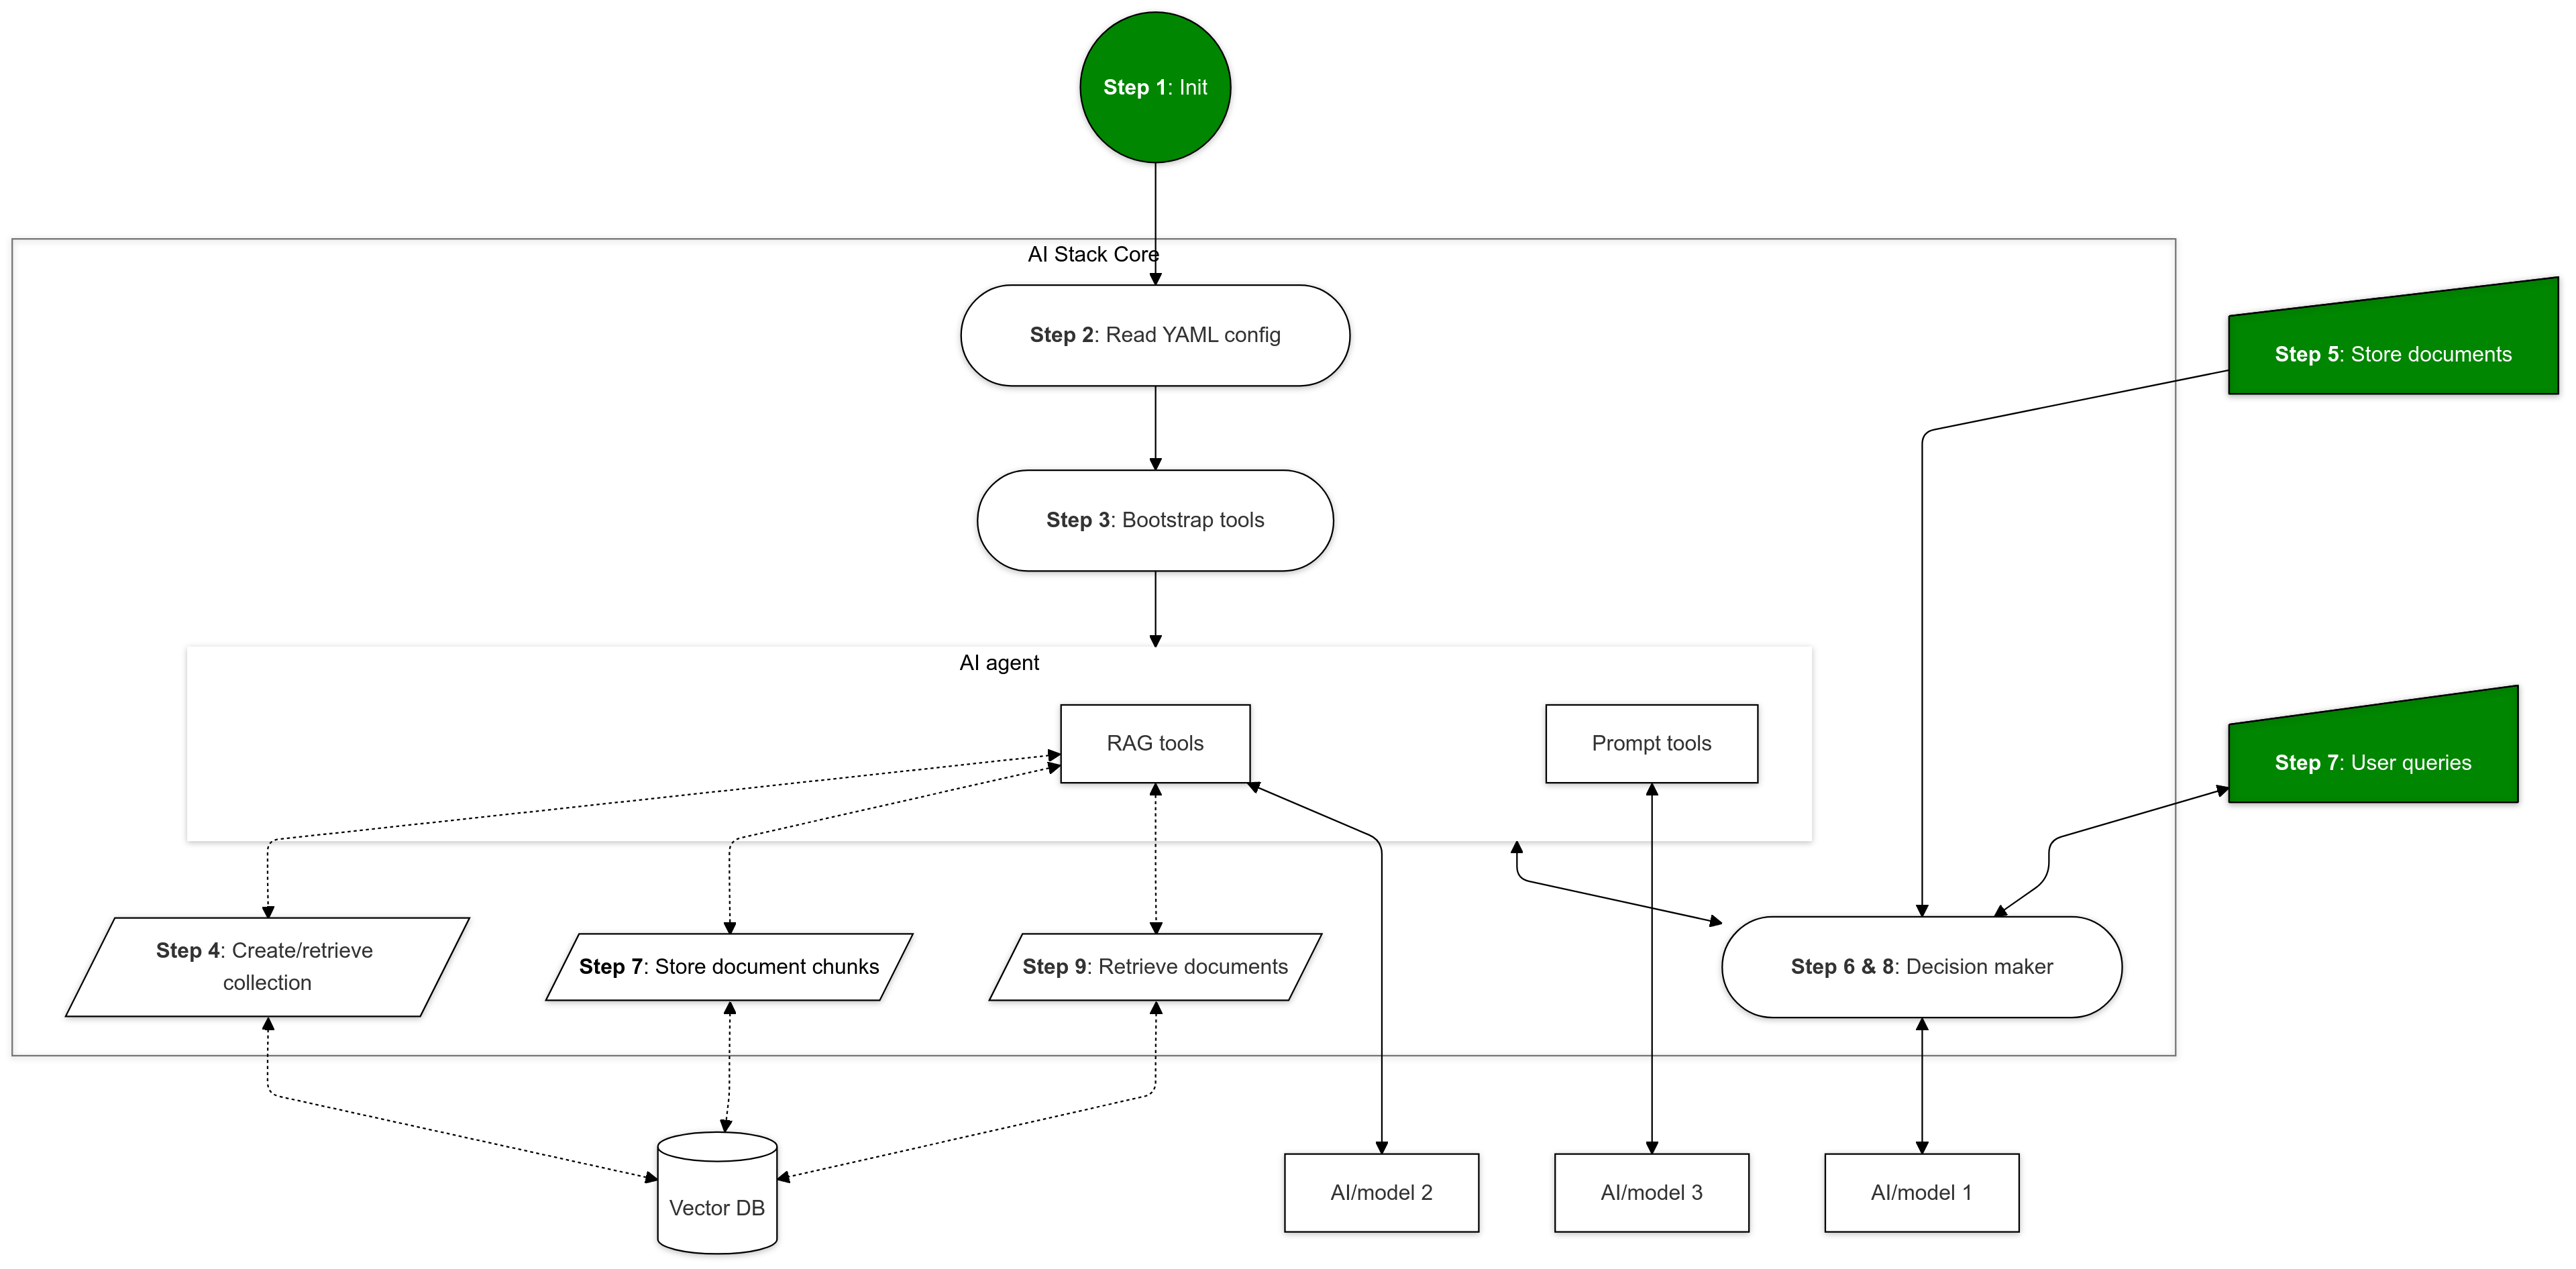 Step 1: Init
AI Stack Core
Step 2: Read YAML config
Step 5: Store documents
Step 3: Bootstrap tools
AI agent
RAG tools
Prompt tools
Step 7: User queries
Step 4: Create/retrieve
collection
Step 7: Store document chunks
Step 9: Retrieve documents
Step 6 & 8: Decision maker
Vector DB
AI/model 2
AI/model 3
AI/model 1